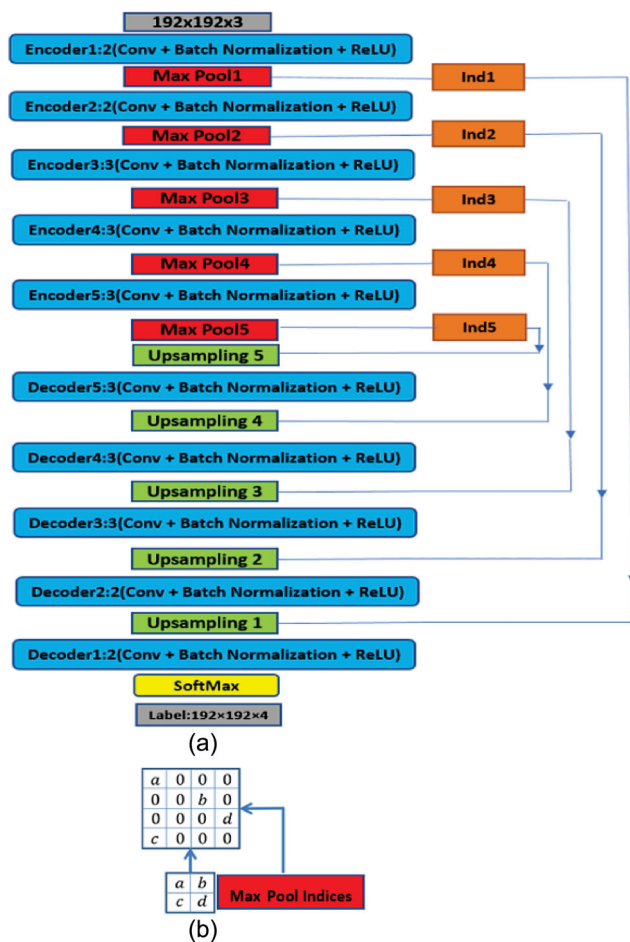 192x192x3
Encoder1:2(Conv + Batch Normalization + ReLU)
Max Pool1 Ind1
Encoder2:2(Conv + Batch Normalization + ReLU)
Max Pool2 Ind2
Encoder3:3(Conv + Batch Normalization + ReLU)
Max Pool3 Ind3
Encoder4:3(Conv + Batch Normalization + ReLU)
Max Pool4 Ind4
Encoder5:3(Conv + Batch Normalization + ReLU)
Max Pool5 Ind5
Upsampling 5
Decoder5:3(Conv + Batch Normalization + ReLU)
Upsampling 4
Decoder4:3(Conv + Batch Normalization + ReLU)
Upsampling 3
Decoder3:3(Conv + Batch Normalization + ReLU)
Upsampling 2
Decoder2:2(Conv + Batch Normalization + ReLU)
Upsampling 1
Decoder1:2(Conv + Batch Normalization + ReLU)
SoftMax
Label:192×192×4
(a)
a 0 0 0
0 0 b 0
0 0 0 d
c 0 0 0
a b
c d
Max Pool Indices
(b)